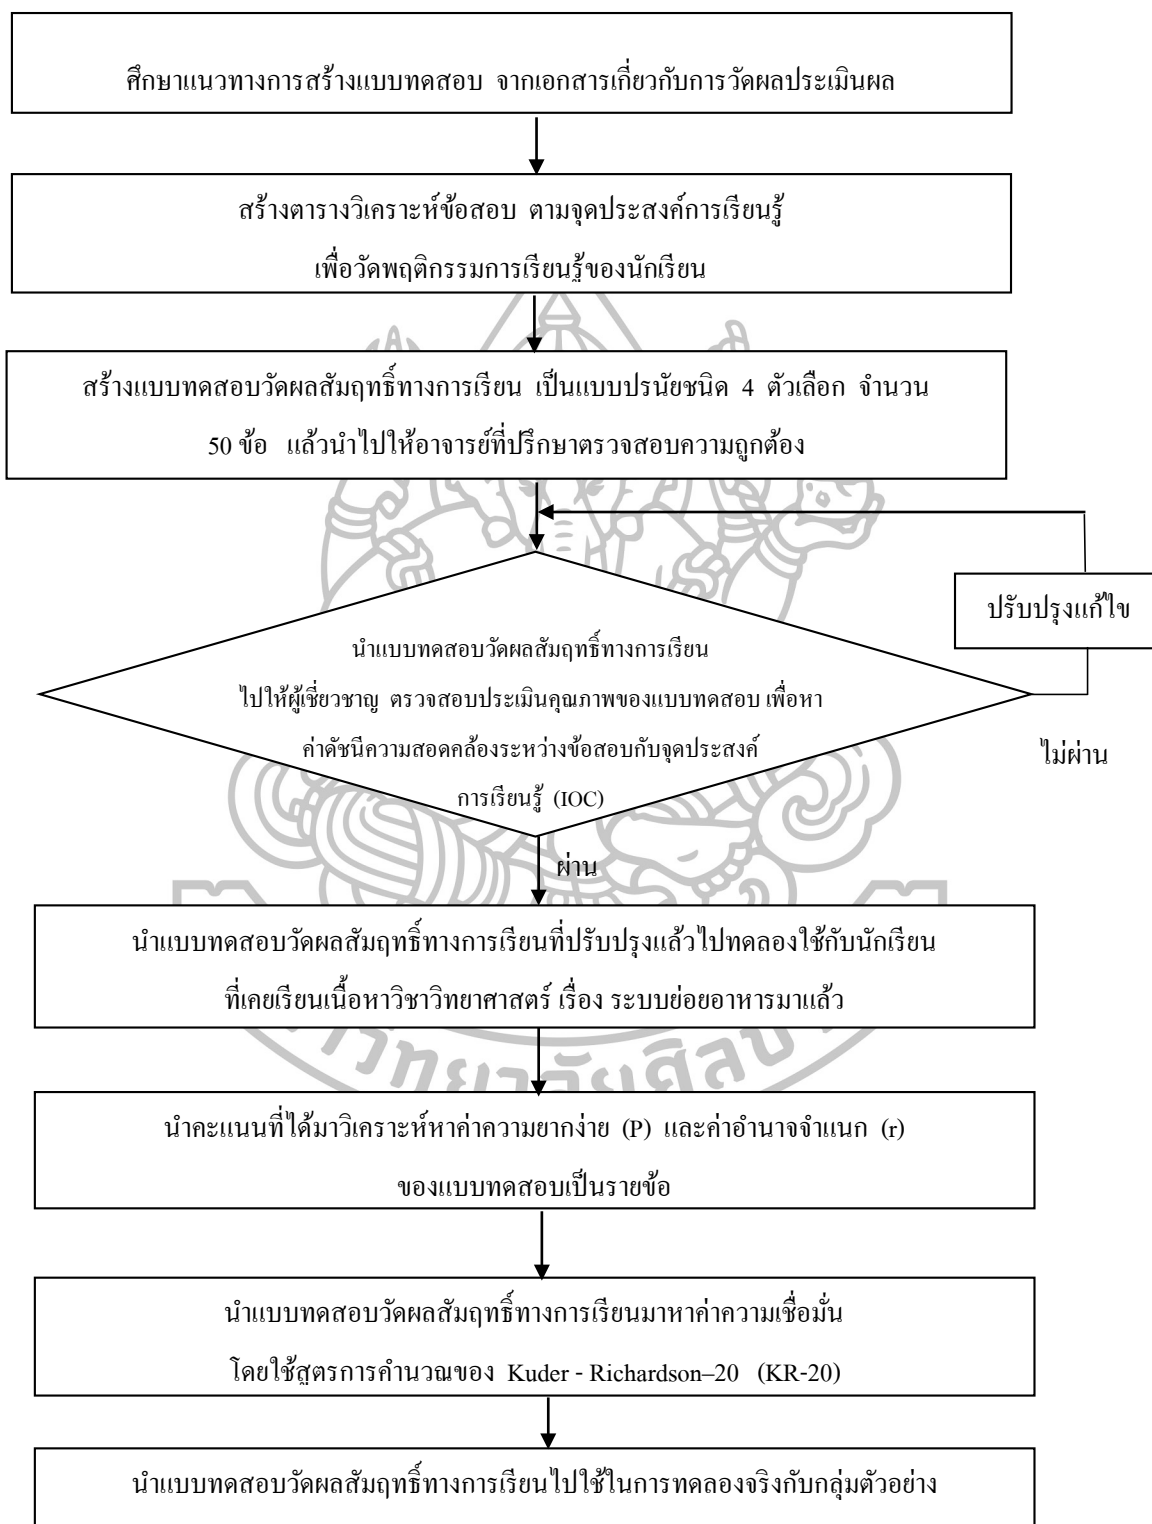 ศึกษาแนวทางการสร้างแบบทดสอบ จากเอกสารเกี่ยวกับการวัดผลประเมินผล
สร้างตารางวิเคราะห์ข้อสอบ ตามจุดประสงค์การเรียนรู้
เพื่อวัดพฤติกรรมการเรียนรู้ของนักเรียน
สร้างแบบทดสอบวัดผลสัมฤทธิ์ทางการเรียน เป็นแบบปรนัยชนิด 4 ตัวเลือก จำนวน
50 ข้อ แล้วนำไปให้อาจารย์ที่ปรึกษาตรวจสอบความถูกต้อง
ปรับปรุงแก้ไข
นำแบบทดสอบวัดผลสัมฤทธิ์ทางการเรียน
ไปให้ผู้เชี่ยวชาญ ตรวจสอบประเมินคุณภาพของแบบทดสอบ เพื่อหา
ค่าดัชนีความสอดคล้องระหว่างข้อสอบกับจุดประสงค์
การเรียนรู้ (IOC)
ไม่ผ่าน
ผ่าน
นำแบบทดสอบวัดผลสัมฤทธิ์ทางการเรียนที่ปรับปรุงแล้วไปทดลองใช้กับนักเรียน
ที่เคยเรียนเนื้อหาวิชาวิทยาศาสตร์ เรื่อง ระบบย่อยอาหารมาแล้ว
นำคะแนนที่ได้มาวิเคราะห์หาค่าความยากง่าย (P) และค่าอำนาจจำแนก (r)
ของแบบทดสอบเป็นรายข้อ
นำแบบทดสอบวัดผลสัมฤทธิ์ทางการเรียนมาหาค่าความเชื่อมั่น
โดยใช้สูตรการคำนวณของ Kuder - Richardson–20 (KR-20)
นำแบบทดสอบวัดผลสัมฤทธิ์ทางการเรียนไปใช้ในการทดลองจริงกับกลุ่มตัวอย่าง